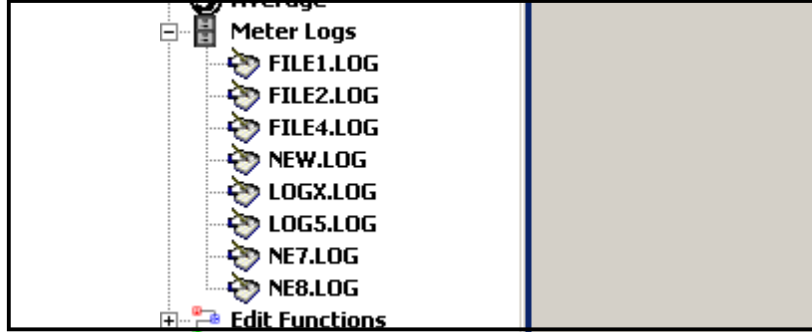 Average
Meter Logs
FILE1.LOG
FILE2.LOG
FILE4.LOG
NEW.LOG
LOGX.LOG
LOG5.LOG
NE7.LOG
NE8.LOG
Edit Functions